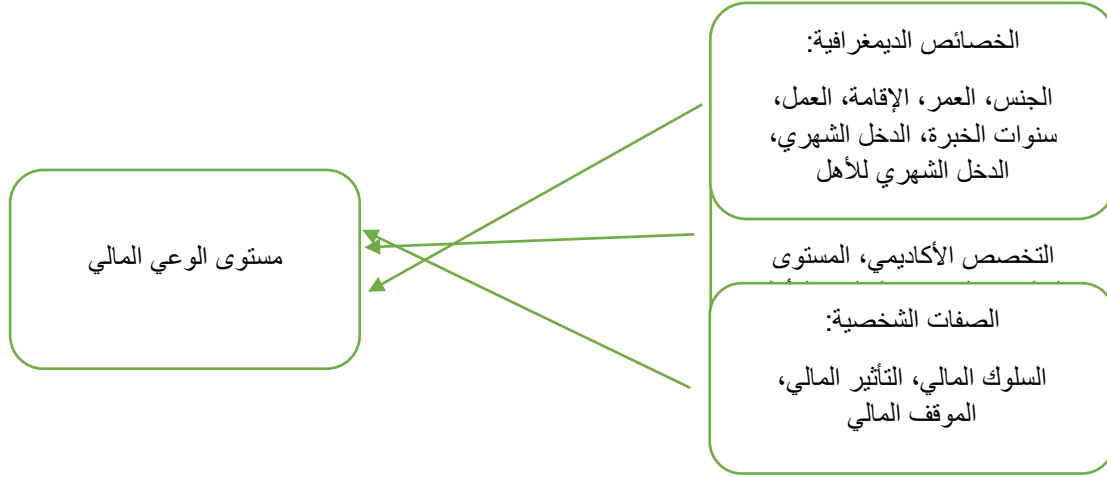 الخصائص الديمغرافية:
الجنس، العمر، الإقامة، العمل،
سنوات الخبرة، الدخل الشهري،
الدخل الشهري للأهل
مستوى الوعي المالي
التخصص الأكاديمي، المستوى
الصفات الشخصية:
السلوك المالي، التأثير المالي،
الموقف المالي